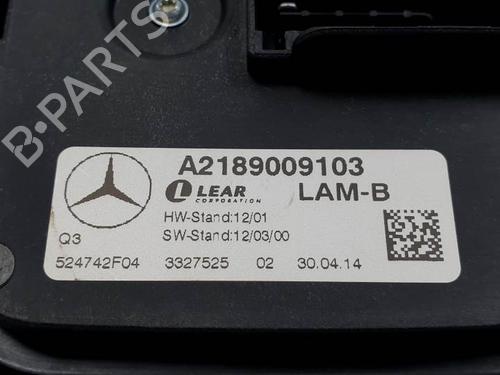 B-PARTS
A2189009103
LEAR
CORPORATION
LAM-B
HW-Stand:12/01
SW-Stand:12/03/00
Q3
524742F04 3327525 02 30.04.14